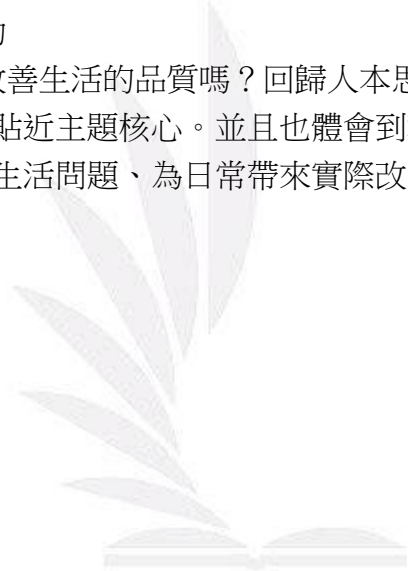 改善生活的品質嗎？回歸人本思
貼近主題核心。並且也體會到
生活問題、為日常帶來實際改